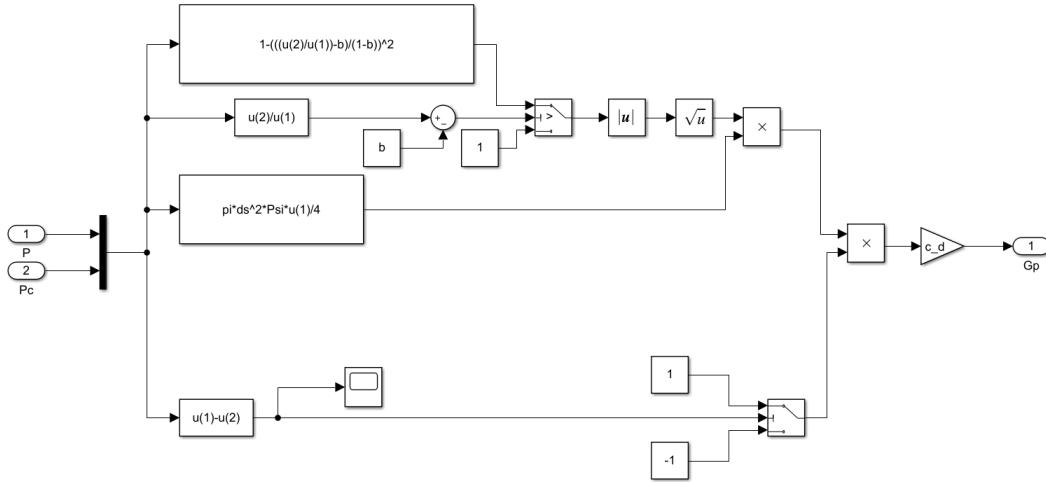 1-(((u(2)/u(1))-b)/(1-b))^2
u(2)/u(1)
+
-
b
1
>
|u|
√u
×
pi*ds^2*Psi*u(1)/4
1
P
2
Pc
×
c_d
1
Gp
1
u(1)-u(2)
-1